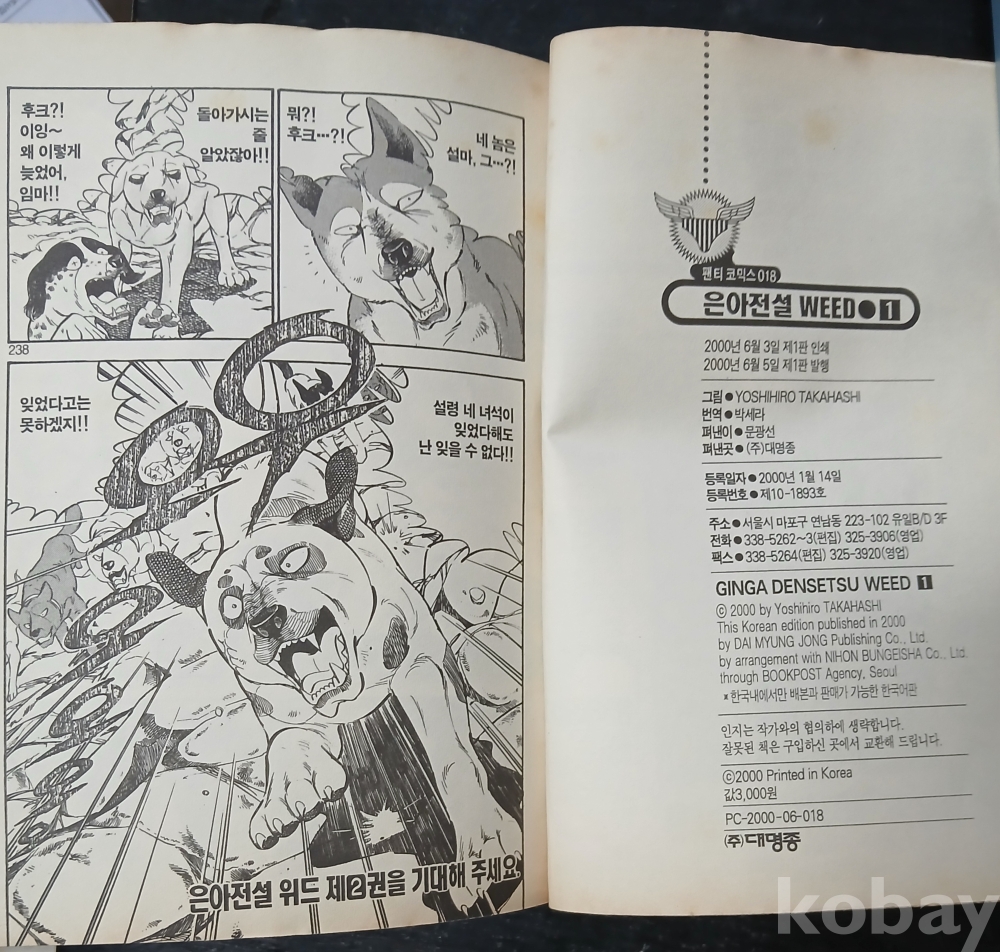 후크?!
이잉~
왜 이렇게
늦었어,
임마!!
돌아가시는
줄
알았잖아!!
뭐?!
후크…?!
네 놈은
설마, 그…?!
238
잊었다고는
못하겠지!!
설령 네 녀석이
잊었다해도
난 잊을 수 없다!!
은아전설 위드 제2권을 기대해 주세요.
팬티 코믹스 018
은아전설 WEED●1
2000년 6월 3일 제1판 인쇄
2000년 6월 5일 제1판 발행
그림●YOSHIHIRO TAKAHASHI
번역●박세라
펴낸이●문광선
펴낸곳●(주)대명종
등록일자●2000년 1월 14일
등록번호●제10-1893호
주소●서울시 마포구 연남동 223-102 유일B/D 3F
전화●338-5262~3(편집) 325-3906(영업)
팩스●338-5264(편집) 325-3920(영업)
GINGA DENSETSU WEED 1
ⓒ 2000 by Yoshihiro TAKAHASHI
This Korean edition published in 2000
by DAI MYUNG JONG Publishing Co., Ltd.
by arrangement with NIHON BUNGEISHA Co., Ltd.
through BOOKPOST Agency, Seoul
*한국내에서만 배본과 판매가 가능한 한국어판
인지는 작가와의 협의하에 생략합니다.
잘못된 책은 구입하신 곳에서 교환해 드립니다.
ⓒ2000 Printed in Korea
값3,000원
PC-2000-06-018
(주)대명종
kobay